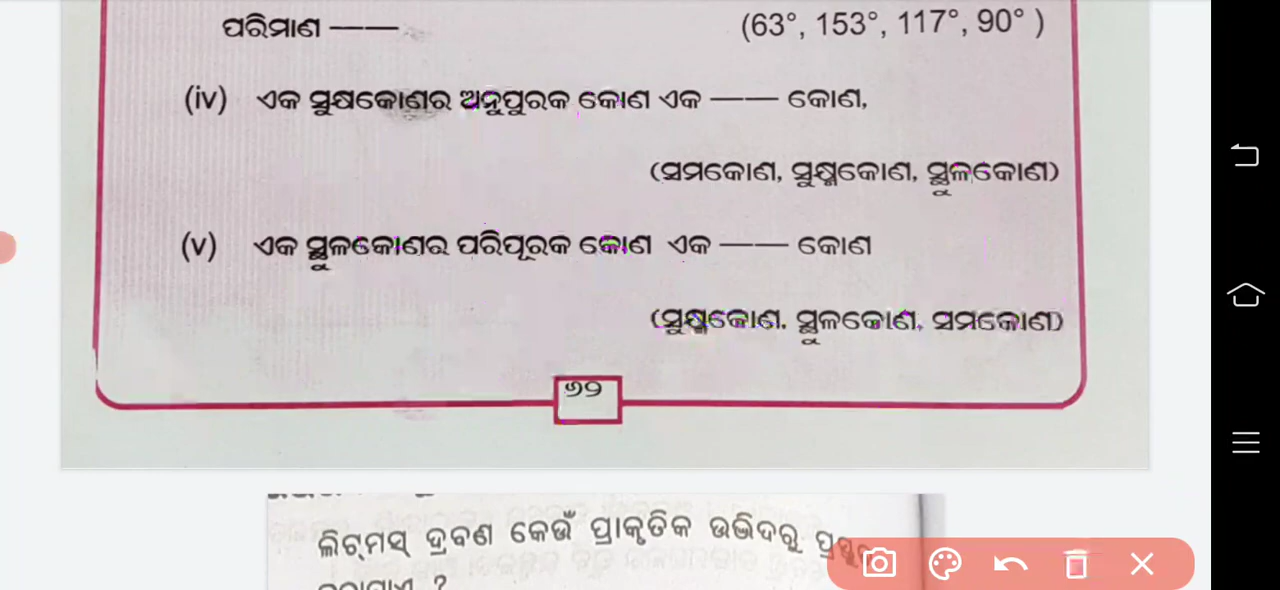 ପରିମାଣ —— (63°, 153°, 117°, 90° )
(iv) ଏକ ସୁକ୍ଷକୋଣର ଅନୁପୁରକ କୋଣ ଏକ —— କୋଣ,
(ସମକୋଣ, ସୁକ୍ଷ୍ମକୋଣ, ସ୍ଥୁଳକୋଣ)
(v) ଏକ ସ୍ଥୁଳକୋଣର ପରିପୂରକ କୋଣ ଏକ —— କୋଣ
(ସୁକ୍ଷ୍ମକୋଣ, ସ୍ଥୁଳକୋଣ, ସମକୋଣ)
୬୨
ଲିଟ୍‌ମସ୍ ଦ୍ରବଣ କେଉଁ ପ୍ରାକୃତିକ ଉଦ୍ଭିଦରୁ